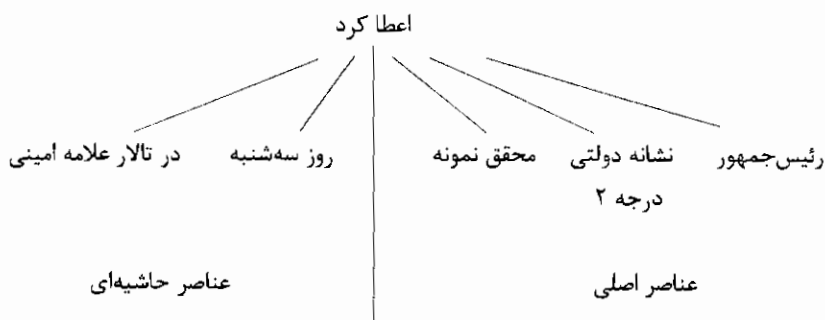 اعطا کرد
رئیس‌جمهور نشانه دولتی محقق نمونه روز سه‌شنبه در تالار علامه امینی
درجه ۲
عناصر اصلی عناصر حاشیه‌ای